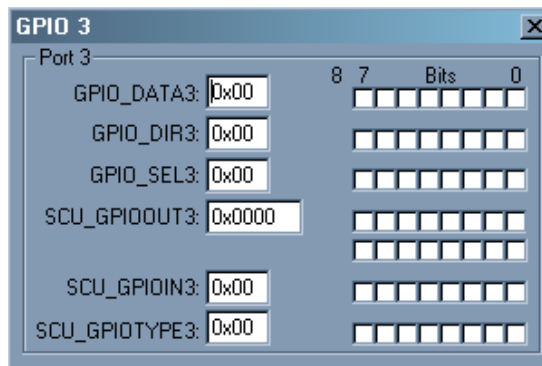 GPIO 3
Port 3
8 7 Bits 0
GPIO_DATA3: 0x00
GPIO_DIR3: 0x00
GPIO_SEL3: 0x00
SCU_GPIOOUT3: 0x0000
SCU_GPIOIN3: 0x00
SCU_GPIOTYPE3: 0x00